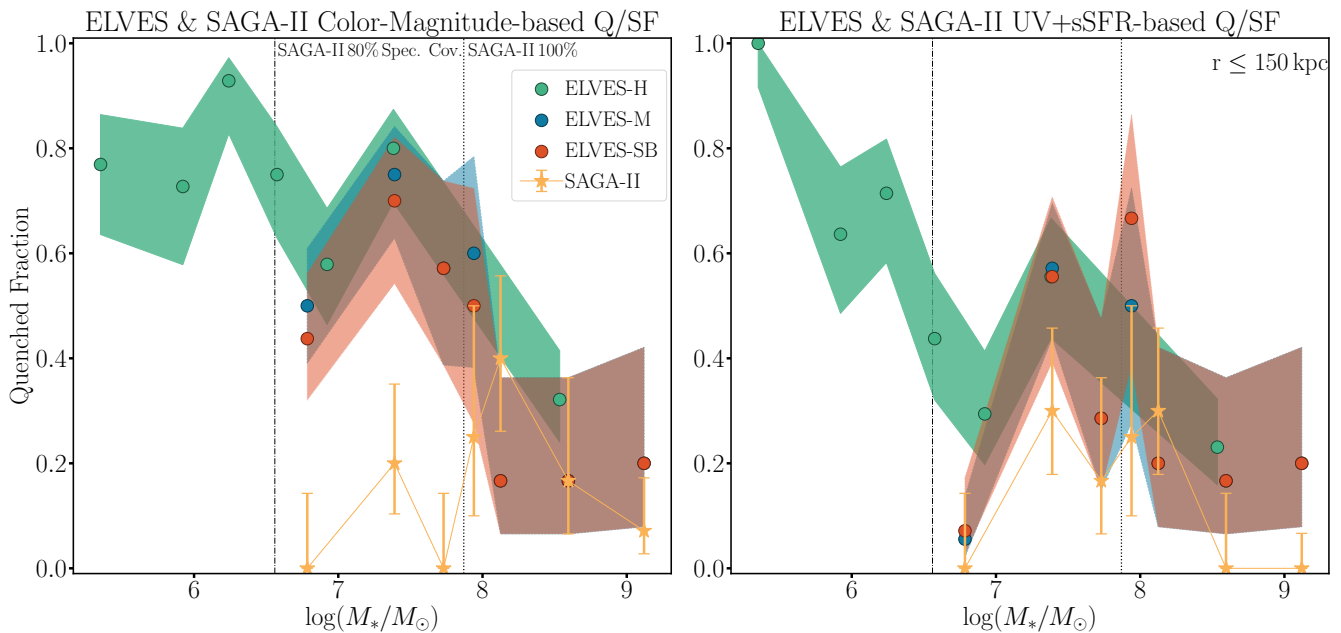 ELVES & SAGA-II Color-Magnitude-based Q/SF
SAGA-II 80% Spec. Cov.
SAGA-II 100%
ELVES-H
ELVES-M
ELVES-SB
SAGA-II
Quenched Fraction
1.0
0.8
0.6
0.4
0.2
0.0
6 7 8 9
log(M*/M⊙)
ELVES & SAGA-II UV+sSFR-based Q/SF
r ≤ 150 kpc
1.0
0.8
0.6
0.4
0.2
0.0
6 7 8 9
log(M*/M⊙)